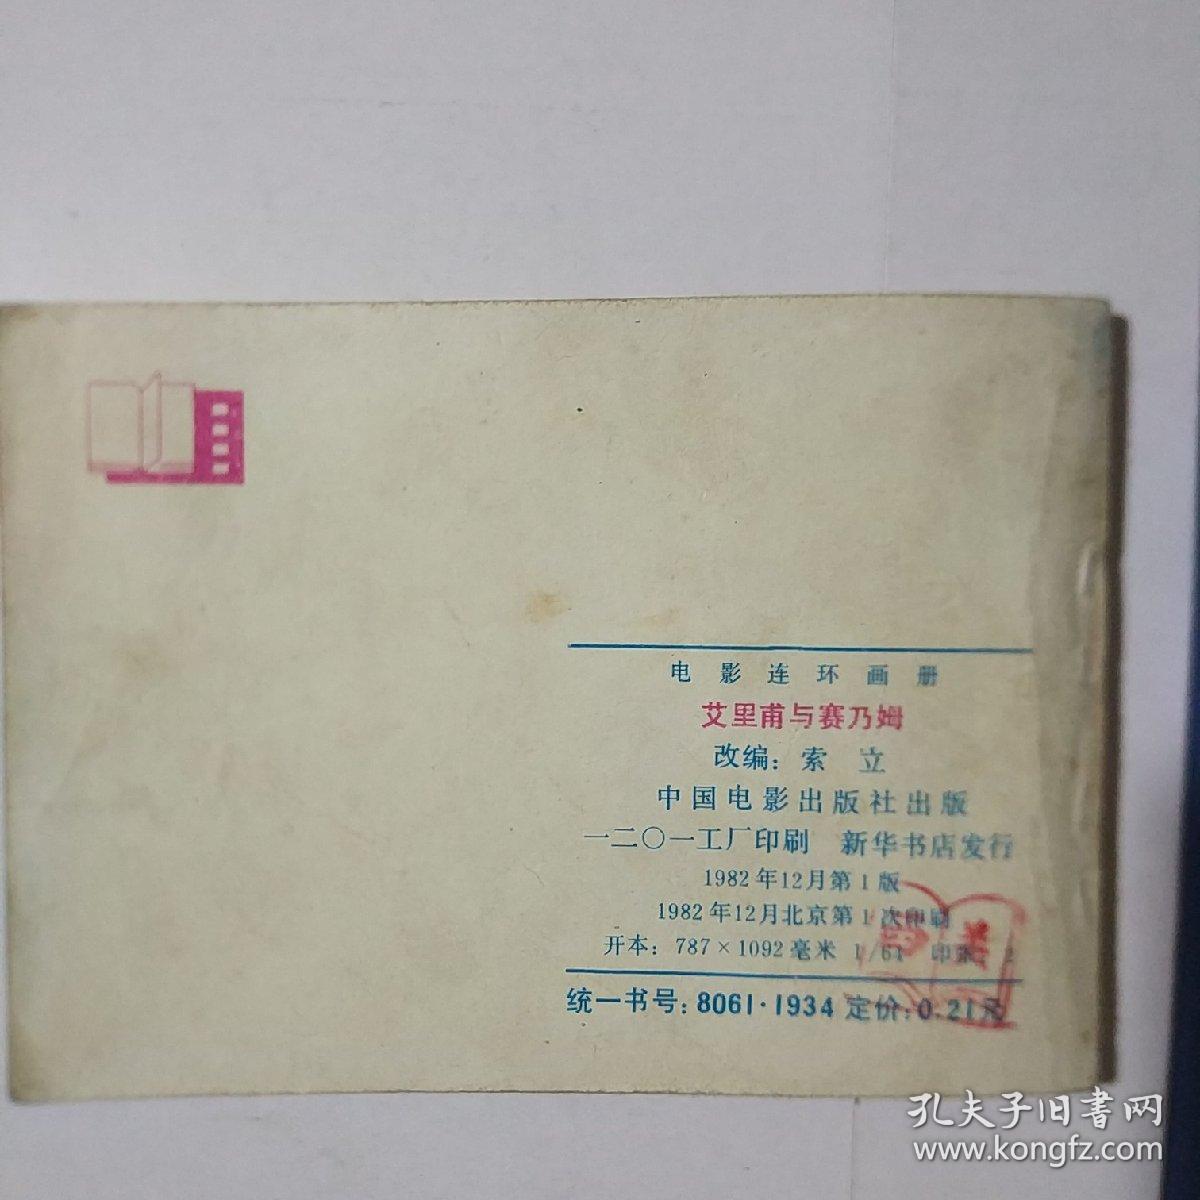 电影连环画册
艾里甫与赛乃姆
改编：索 立
中国电影出版社出版
一二〇一工厂印刷 新华书店发行
1982年12月第1版
1982年12月北京第1次印刷
开本：787×1092毫米 1/64 印张：2
统一书号：8061·1934 定价：0.21元
孔夫子旧书网
www.kongfz.com